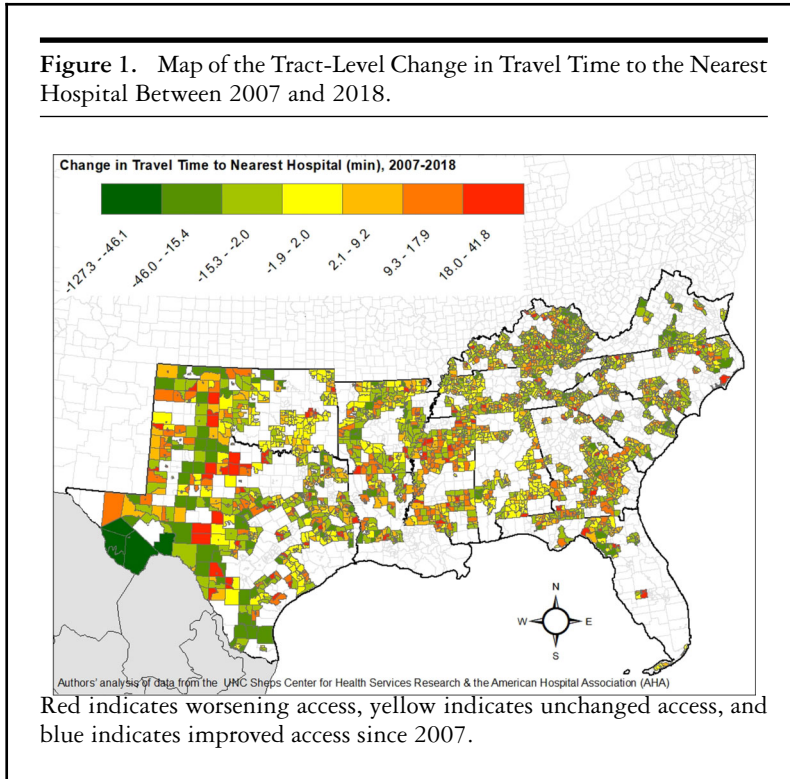 Figure 1. Map of the Tract-Level Change in Travel Time to the Nearest
Hospital Between 2007 and 2018.
Change in Travel Time to Nearest Hospital (min), 2007-2018
-127.3 - -46.1
-46.0 - -15.4
-15.3 - -2.0
-1.9 - 2.0
2.1 - 9.2
9.3 - 17.9
18.0 - 41.8
N
W E
S
Authors' analysis of data from the UNC Sheps Center for Health Services Research & the American Hospital Association (AHA)
Red indicates worsening access, yellow indicates unchanged access, and
blue indicates improved access since 2007.